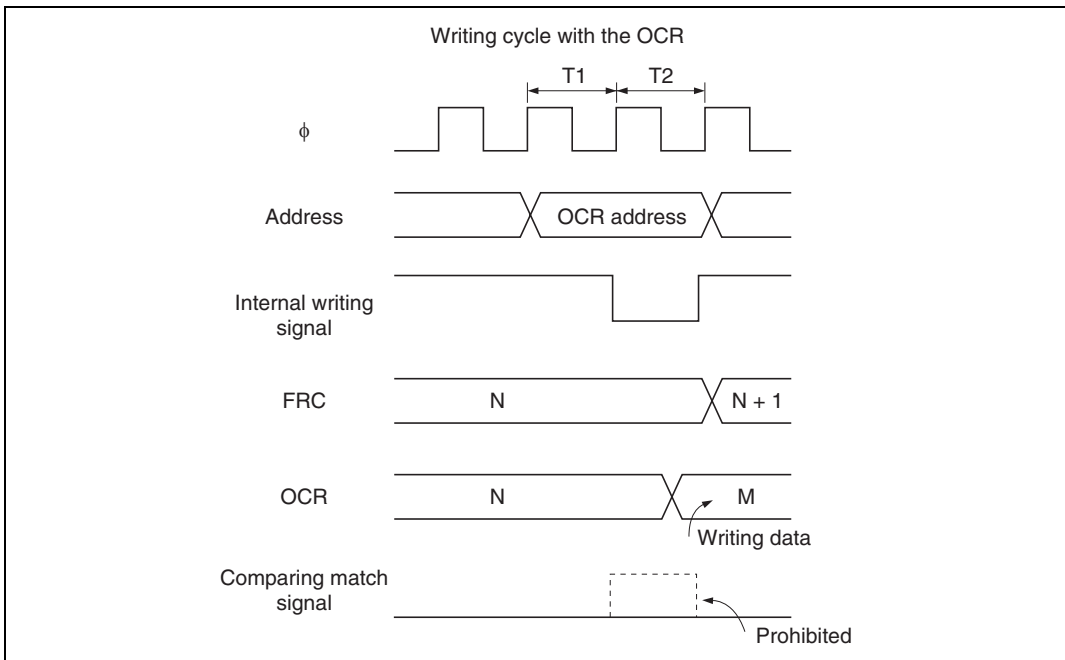 Writing cycle with the OCR
T1 T2
ϕ
Address
OCR address
Internal writing
signal
FRC
N N + 1
OCR
N M
Writing data
Comparing match
signal
Prohibited